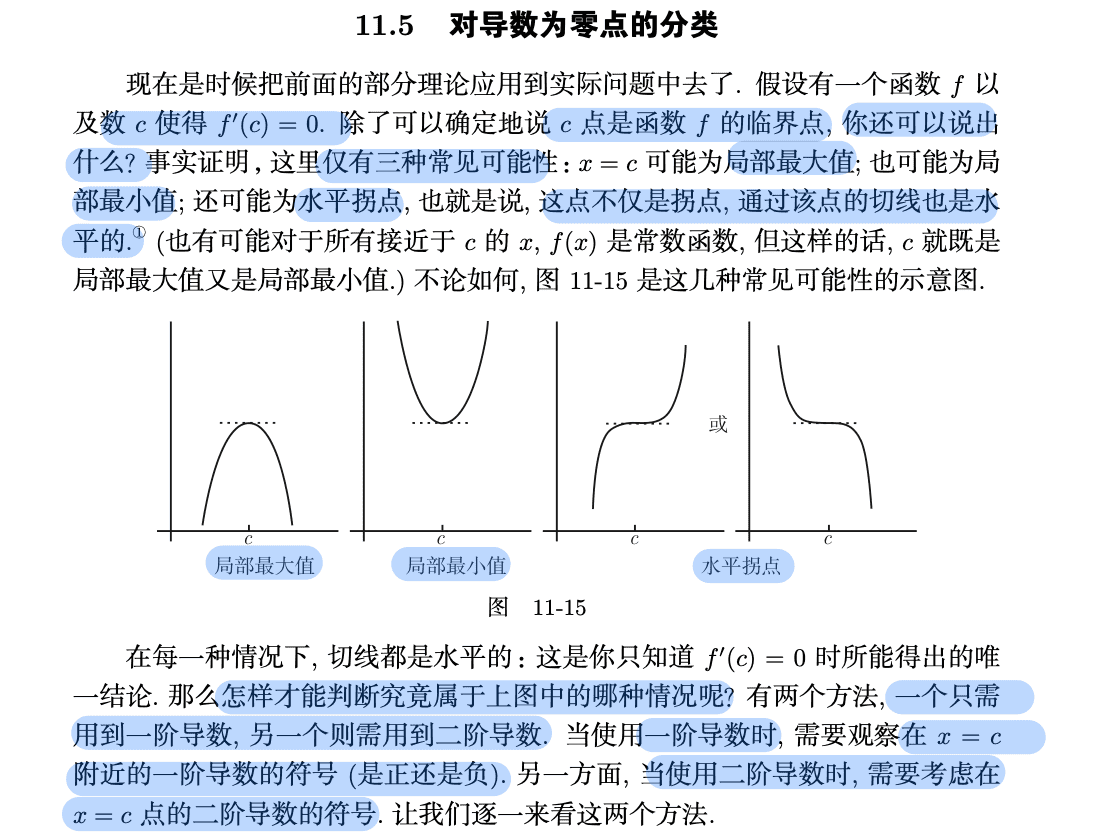 11.5 对导数为零点的分类
现在是时候把前面的部分理论应用到实际问题中去了. 假设有一个函数 f 以
及数 c 使得 f′(c) = 0. 除了可以确定地说 c 点是函数 f 的临界点, 你还可以说出
什么? 事实证明, 这里仅有三种常见可能性: x = c 可能为局部最大值; 也可能为局
部最小值; 还可能为水平拐点, 也就是说, 这点不仅是拐点, 通过该点的切线也是水
平的.① (也有可能对于所有接近于 c 的 x, f(x) 是常数函数, 但这样的话, c 就既是
局部最大值又是局部最小值.) 不论如何, 图 11-15 是这几种常见可能性的示意图.
或
c c c c
局部最大值 局部最小值 水平拐点
图 11-15
在每一种情况下, 切线都是水平的: 这是你只知道 f′(c) = 0 时所能得出的唯
一结论. 那么怎样才能判断究竟属于上图中的哪种情况呢? 有两个方法, 一个只需
用到一阶导数, 另一个则需用到二阶导数. 当使用一阶导数时, 需要观察在 x = c
附近的一阶导数的符号 (是正还是负). 另一方面, 当使用二阶导数时, 需要考虑在
x = c 点的二阶导数的符号. 让我们逐一来看这两个方法.